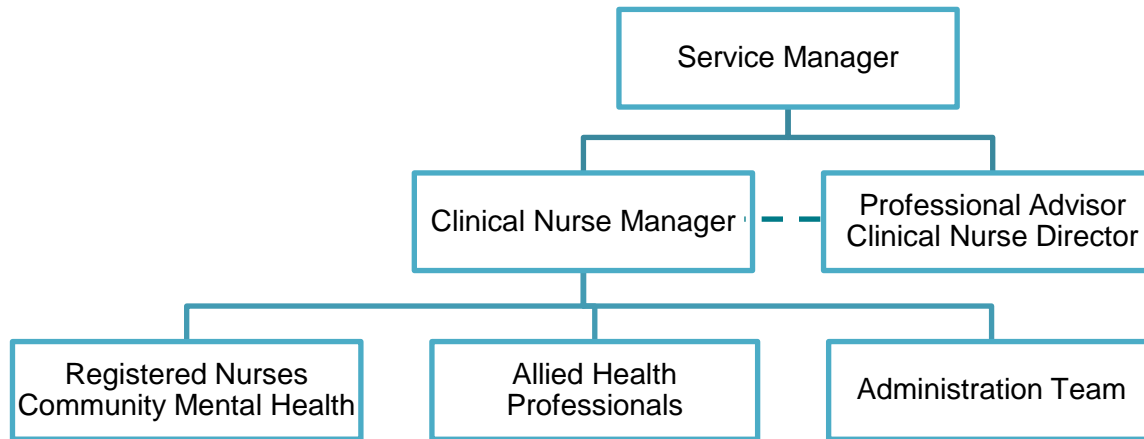 Service Manager
Clinical Nurse Manager
Professional Advisor
Clinical Nurse Director
Registered Nurses
Community Mental Health
Allied Health
Professionals
Administration Team